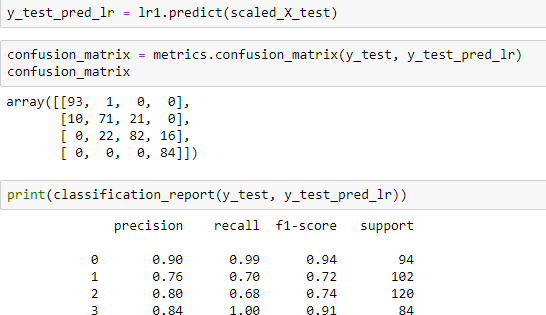 y_test_pred_lr = lr1.predict(scaled_X_test)
confusion_matrix = metrics.confusion_matrix(y_test, y_test_pred_lr)
confusion_matrix
array([[93,  1,  0,  0],
       [10, 71, 21,  0],
       [ 0, 22, 82, 16],
       [ 0,  0,  0, 84]])
print(classification_report(y_test, y_test_pred_lr))
              precision    recall  f1-score   support
           0       0.90      0.99      0.94        94
           1       0.76      0.70      0.72       102
           2       0.80      0.68      0.74       120
           3       0.84      1.00      0.91        84